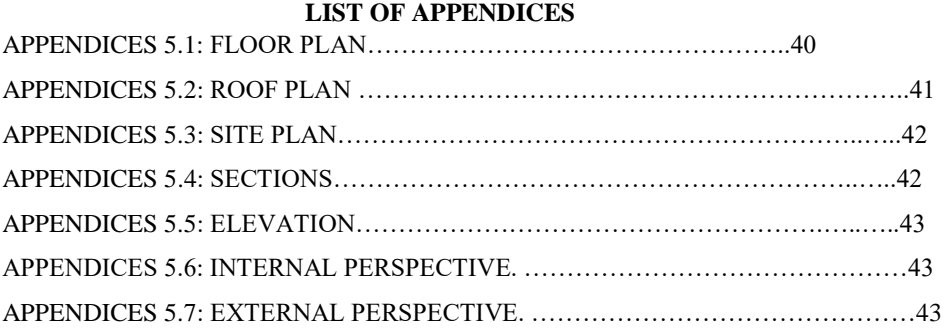 LIST OF APPENDICES
APPENDICES 5.1: FLOOR PLAN…………………………………………..40
APPENDICES 5.2: ROOF PLAN ………………………………………………………..41
APPENDICES 5.3: SITE PLAN……………………………………………………..…..42
APPENDICES 5.4: SECTIONS……………………………………………………..…..42
APPENDICES 5.5: ELEVATION…………………………………………………..…..43
APPENDICES 5.6: INTERNAL PERSPECTIVE. ………………………………………43
APPENDICES 5.7: EXTERNAL PERSPECTIVE. ………………………………………43